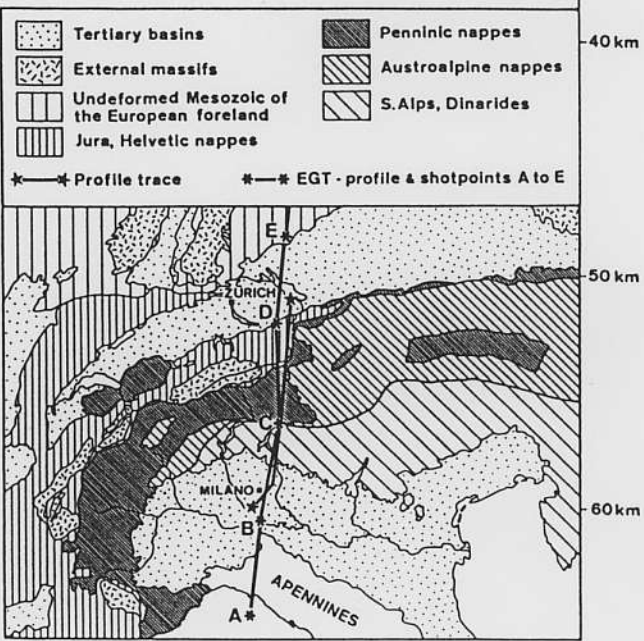 Tertiary basins
External massifs
Undeformed Mesozoic of
the European foreland
Jura, Helvetic nappes
Penninic nappes
Austroalpine nappes
S.Alps, Dinarides
Profile trace
EGT - profile & shotpoints A to E
40 km
50 km
60 km
E
ZÜRICH
D
C
MILANO
B
A
APENNINES